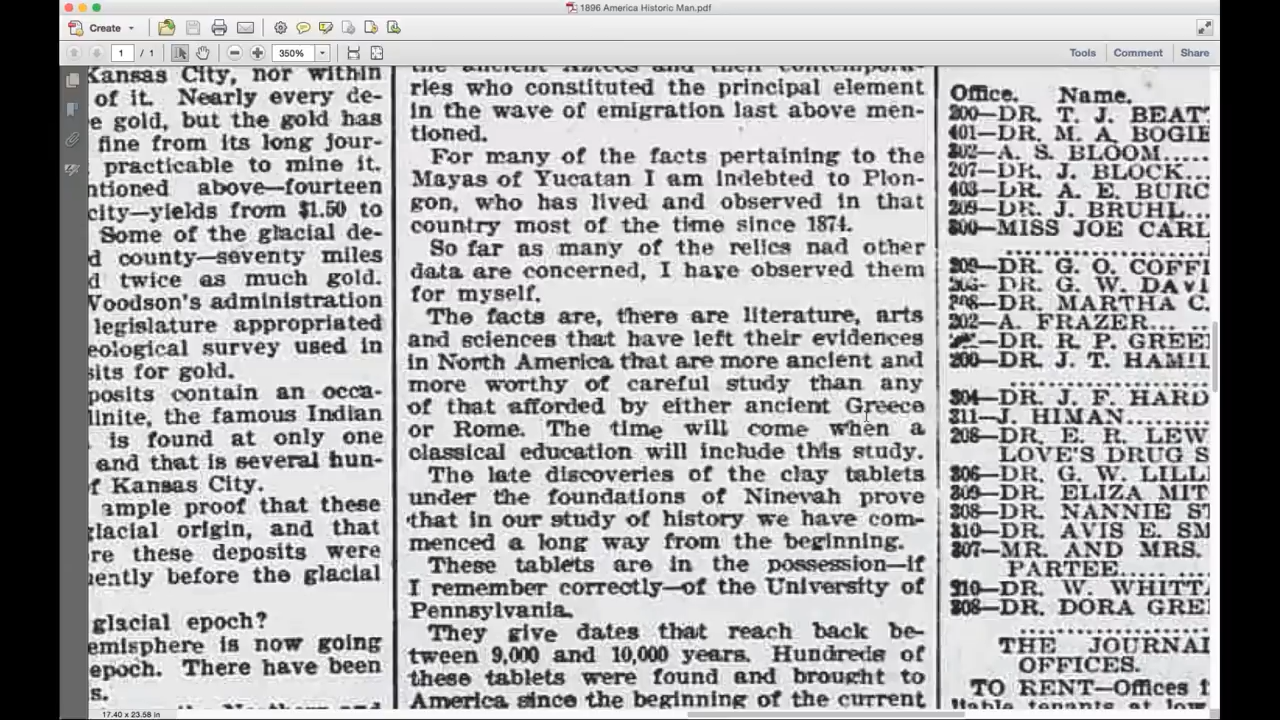 1896 America Historic Man.pdf
Create
1 / 1
350%
Tools
Comment
Share
Kansas City, nor within
of it. Nearly every de-
e gold, but the gold has
fine from its long jour-
practicable to mine it.
ntioned above—fourteen
city—yields from $1.50 to
Some of the glacial de-
d county—seventy miles
d twice as much gold.
Woodson's administration
legislature appropriated
eological survey used in
sits for gold.
posits contain an occa-
linite, the famous Indian
is found at only one
and that is several hun-
f Kansas City.
ample proof that these
glacial origin, and that
re these deposits were
uently before the glacial
glacial epoch?
emisphere is now going
epoch. There have been
s.
the ancient Aztecs and their contempora-
ries who constituted the principal element
in the wave of emigration last above men-
tioned.
For many of the facts pertaining to the
Mayas of Yucatan I am indebted to Plon-
gon, who has lived and observed in that
country most of the time since 1874.
So far as many of the relics nad other
data are concerned, I have observed them
for myself.
The facts are, there are literature, arts
and sciences that have left their evidences
in North America that are more ancient and
more worthy of careful study than any
of that afforded by either ancient Greece
or Rome. The time will come when a
classical education will include this study.
The late discoveries of the clay tablets
under the foundations of Ninevah prove
that in our study of history we have com-
menced a long way from the beginning.
These tablets are in the possession—if
I remember correctly—of the University of
Pennsylvania.
They give dates that reach back be-
tween 9,000 and 10,000 years. Hundreds of
these tablets were found and brought to
America since the beginning of the current
Office. Name.
200—DR. T. J. BEATT
401—DR. M. A. BOGIE
302—A. S. BLOOM.....
207—DR. J. BLOCK....
403—DR. A. E. BURC
209—DR. J. BRUHL...
300—MISS JOE CARL
309—DR. G. O. COFFI
DR. G. W. DAVI
208—DR. MARTHA C.
202—A. FRAZER... ..
DR. R. P. GREE
200—DR. J. T. HAMIL
304—DR. J. F. HARD
311—J. HIMAN........
208—DR. E. R. LEW
LOVE'S DRUG S
306—DR. G. W. LILL
309—DR. ELIZA MIT
308—DR. NANNIE ST
310—DR. AVIS E. SM
307—MR. AND MRS.
PARTEE.....
310—DR. W. WHITTA
308—DR. DORA GREE
THE JOURNAL
OFFICES.
TO RENT—Offices f
17.40 x 23.58 in